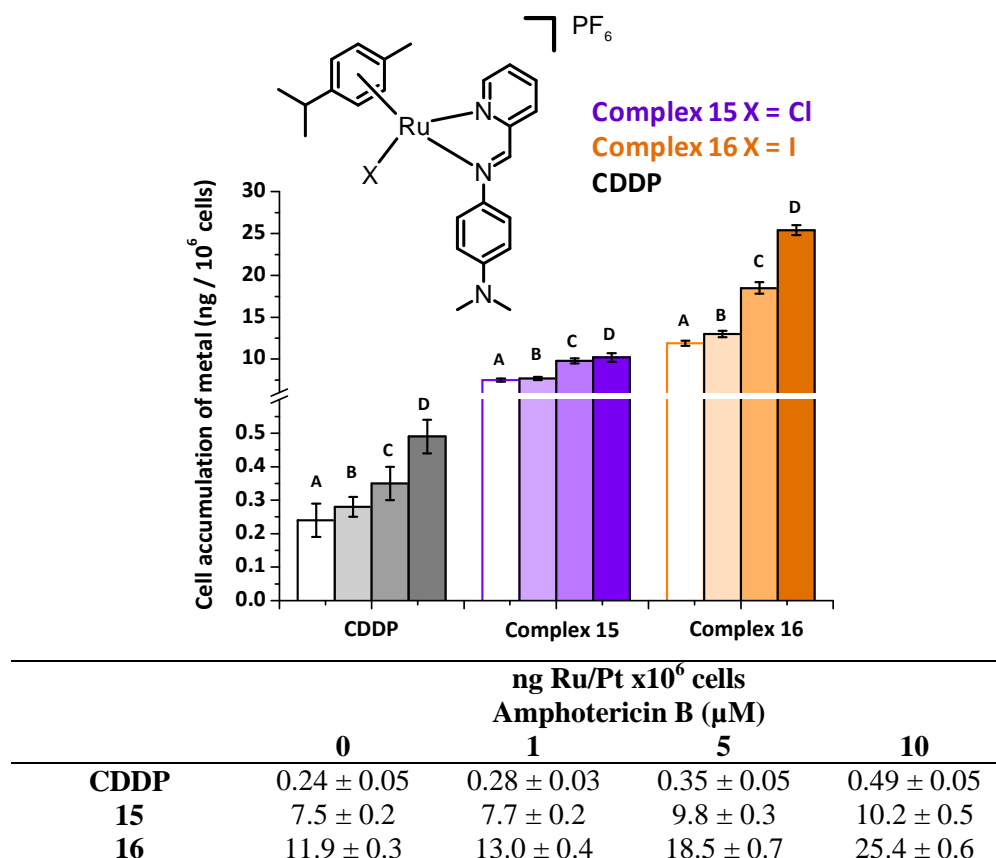 PF6
N
Ru
X
N
N
Complex 15 X = Cl
Complex 16 X = I
CDDP
Cell accumulation of metal (ng / 10^6 cells)
30
25
20
15
10
0.5
0.4
0.3
0.2
0.1
0.0
A B C D
A B C D
A B C D
CDDP Complex 15 Complex 16
ng Ru/Pt x10^6 cells
Amphotericin B (µM)
0 1 5 10
CDDP 0.24 ± 0.05 0.28 ± 0.03 0.35 ± 0.05 0.49 ± 0.05
15 7.5 ± 0.2 7.7 ± 0.2 9.8 ± 0.3 10.2 ± 0.5
16 11.9 ± 0.3 13.0 ± 0.4 18.5 ± 0.7 25.4 ± 0.6